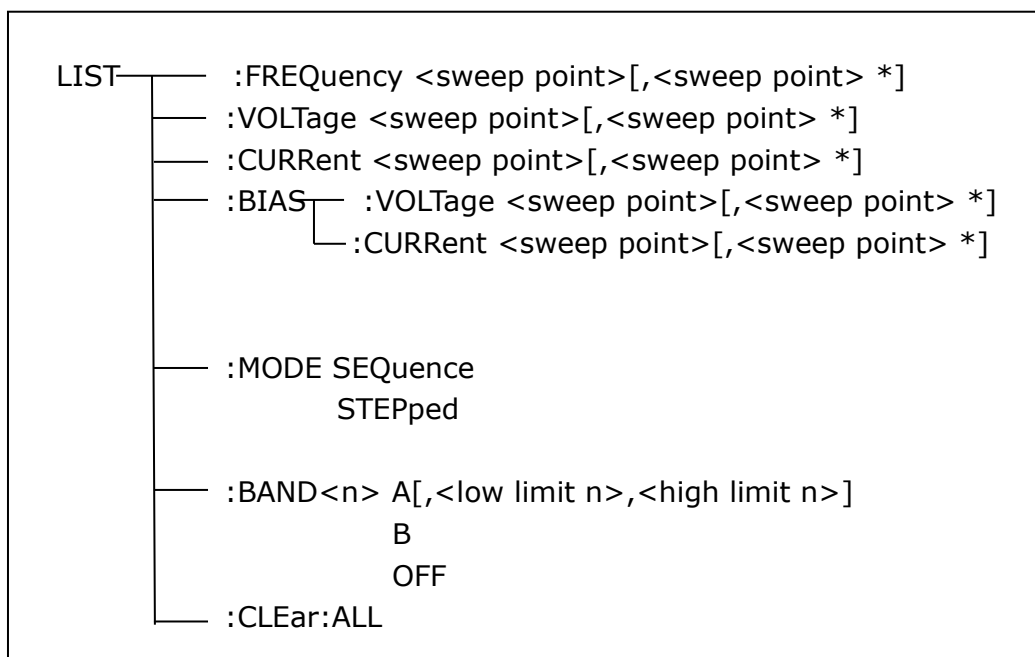 LIST :FREQuency <sweep point>[,<sweep point> *]
:VOLTage <sweep point>[,<sweep point> *]
:CURRent <sweep point>[,<sweep point> *]
:BIAS :VOLTage <sweep point>[,<sweep point> *]
:CURRent <sweep point>[,<sweep point> *]
:MODE SEQuence
STEPped
:BAND<n> A[,<low limit n>,<high limit n>]
B
OFF
:CLEar:ALL